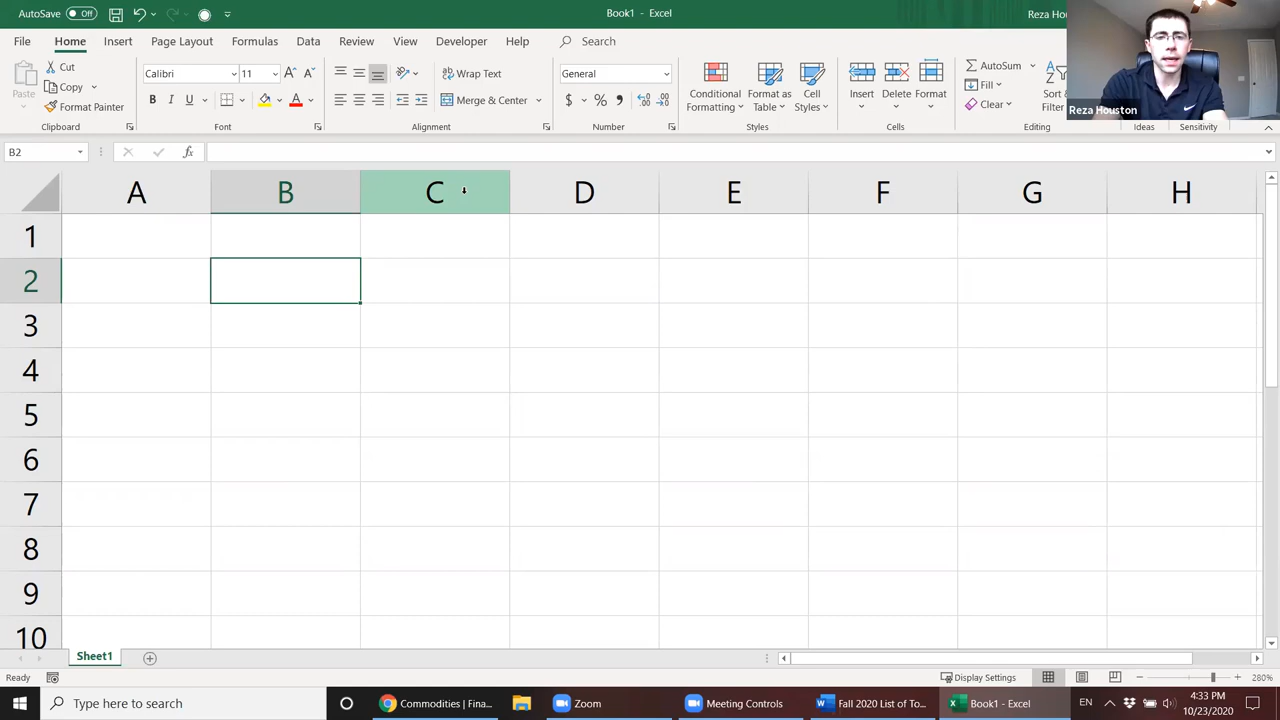 AutoSave Off Book1 - Excel Reza Hou
File Home Insert Page Layout Formulas Data Review View Developer Help Search
Paste Cut Copy Format Painter Clipboard
Calibri 11 A A B I U A Font
Wrap Text Merge & Center Alignment
General $ % , Number
Conditional Formatting Format as Table Cell Styles Styles
Insert Delete Format Cells
AutoSum Fill Clear Sort Filter Editing
Ideas Sensitivity
Reza Houston
B2 fx
A B C D E F G H
1
2
3
4
5
6
7
8
9
10
Sheet1
Ready Display Settings 280%
Type here to search Commodities | Fina... Zoom Meeting Controls Fall 2020 List of To... Book1 - Excel EN 4:33 PM
10/23/2020